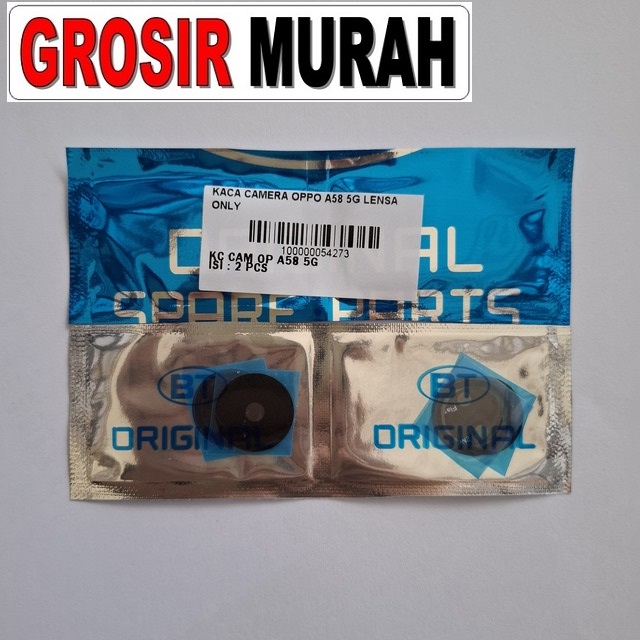 GROSIR MURAH
KACA CAMERA OPPO A58 5G LENSA
ONLY
100000054273
KC CAM OP A58 5G
ISI : 2 PCS
ORIGINAL
SPARE PARTS
BT
ORIGINAL
BT
ORIGINAL